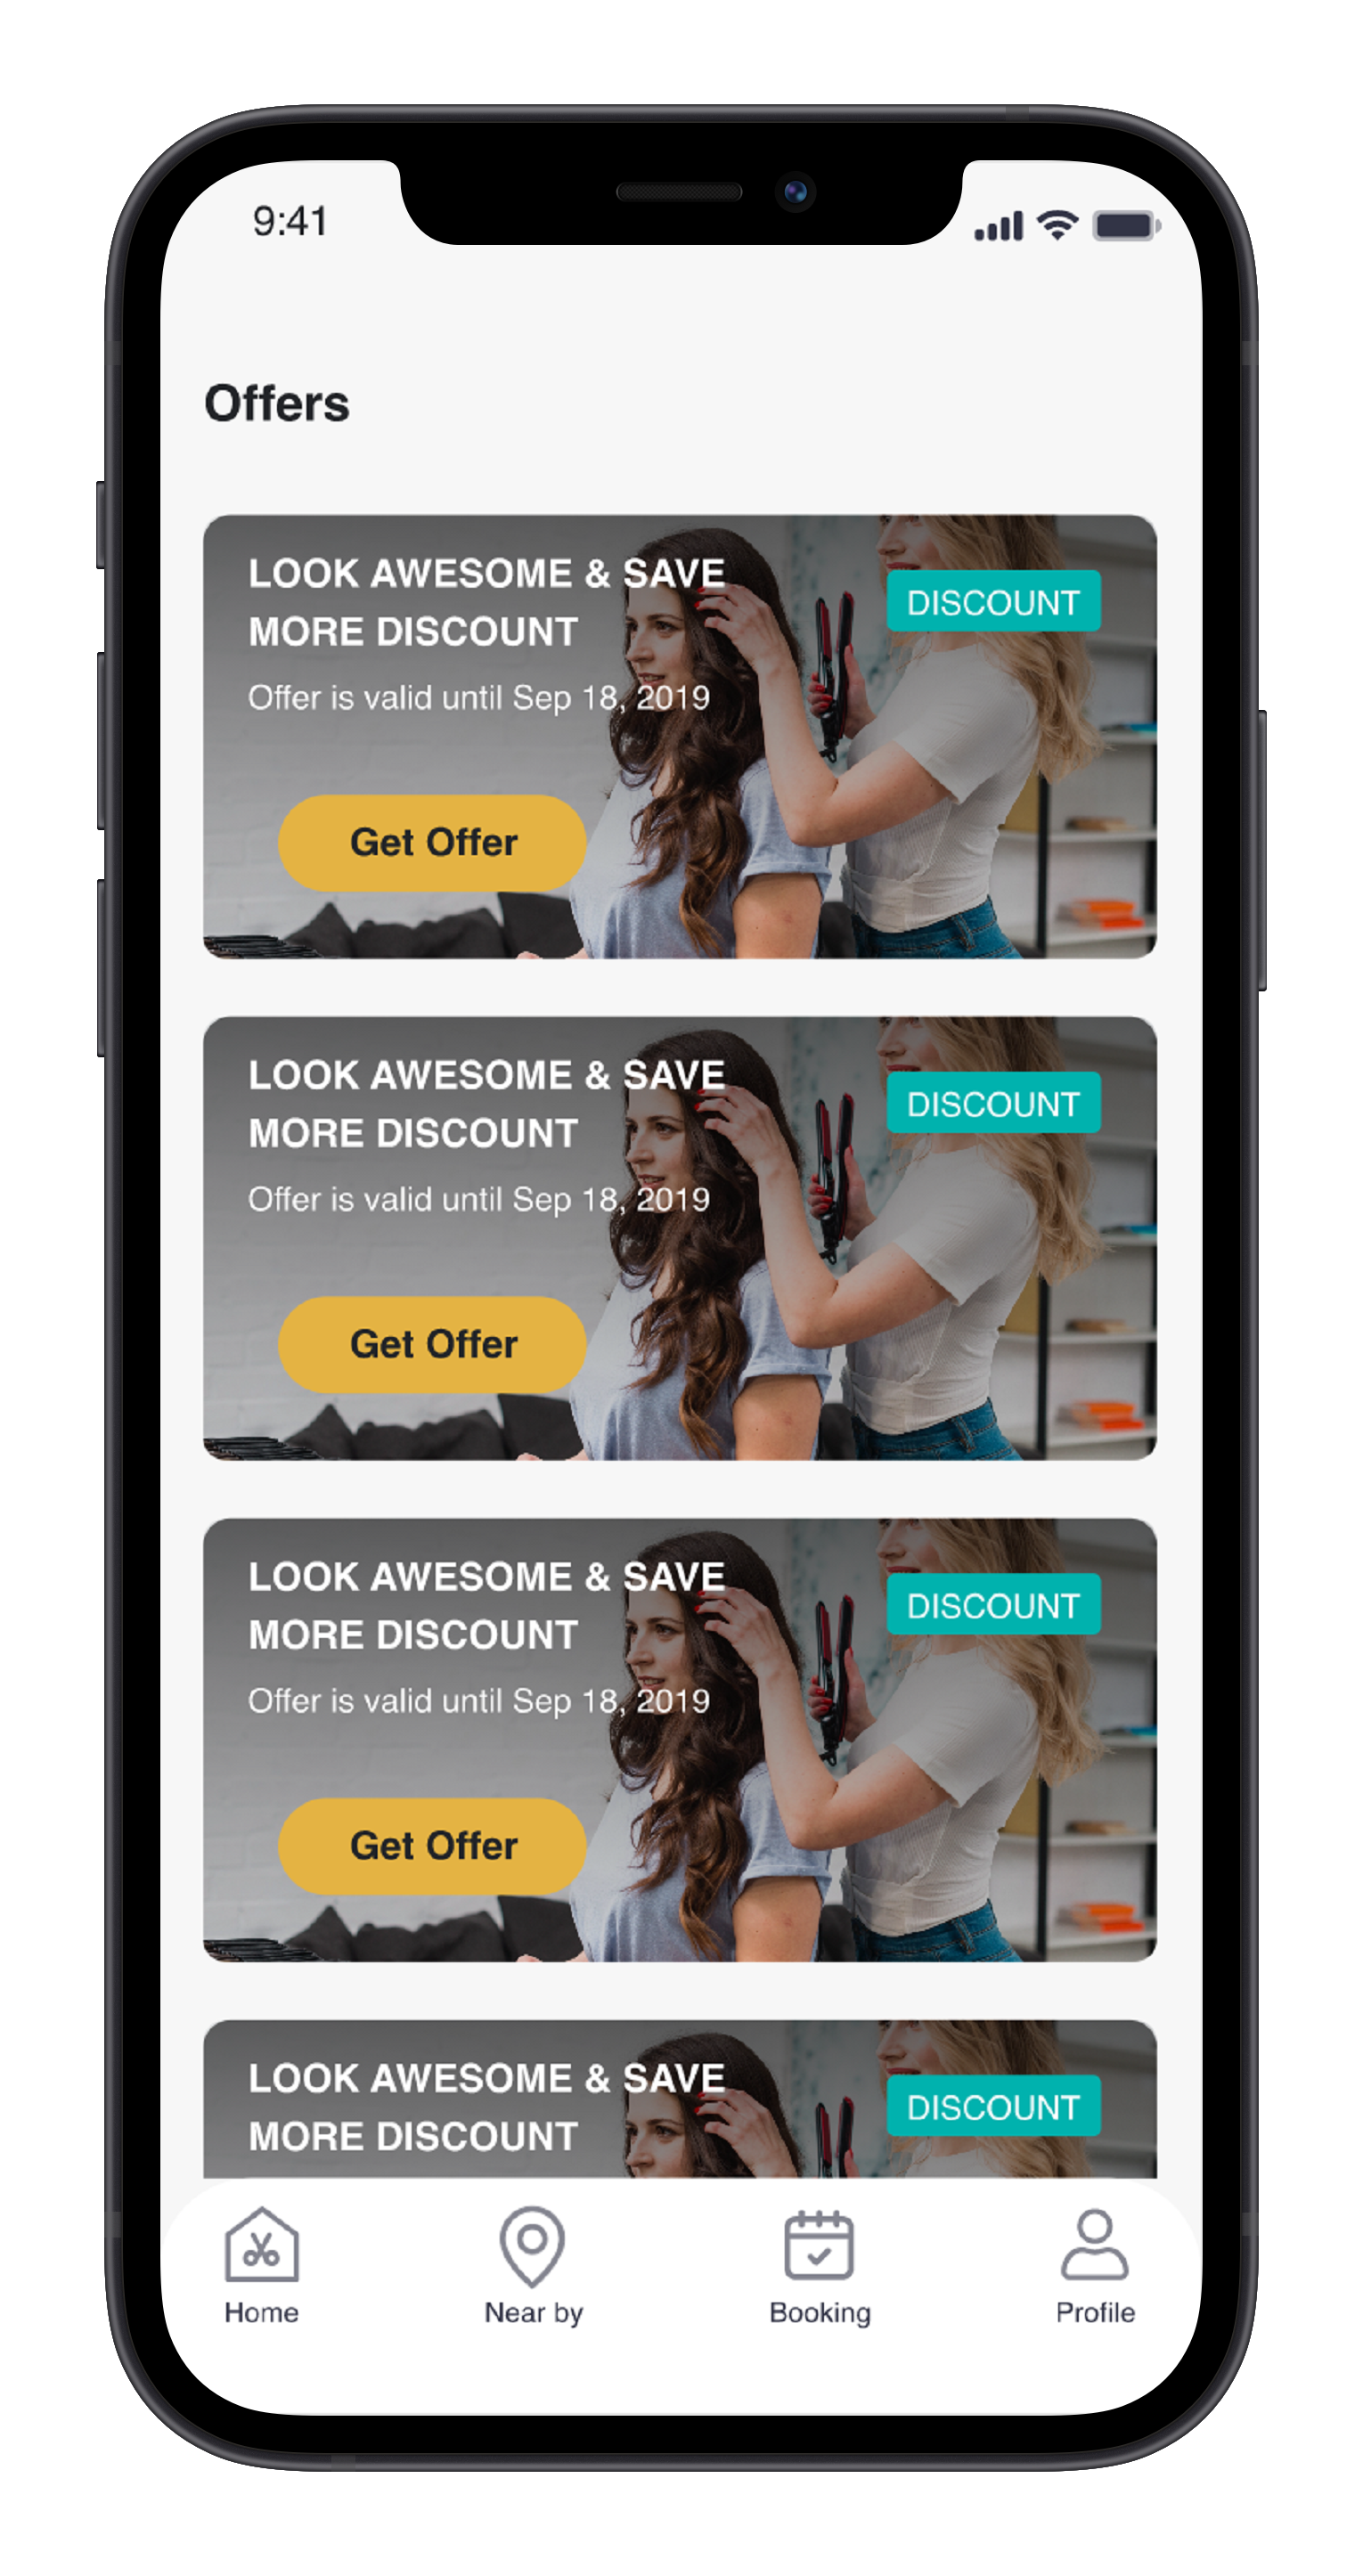 9:41
Offers
LOOK AWESOME & SAVE
MORE DISCOUNT
DISCOUNT
Offer is valid until Sep 18, 2019
Get Offer
LOOK AWESOME & SAVE
MORE DISCOUNT
DISCOUNT
Offer is valid until Sep 18, 2019
Get Offer
LOOK AWESOME & SAVE
MORE DISCOUNT
DISCOUNT
Offer is valid until Sep 18, 2019
Get Offer
LOOK AWESOME & SAVE
MORE DISCOUNT
DISCOUNT
Home Near by Booking Profile